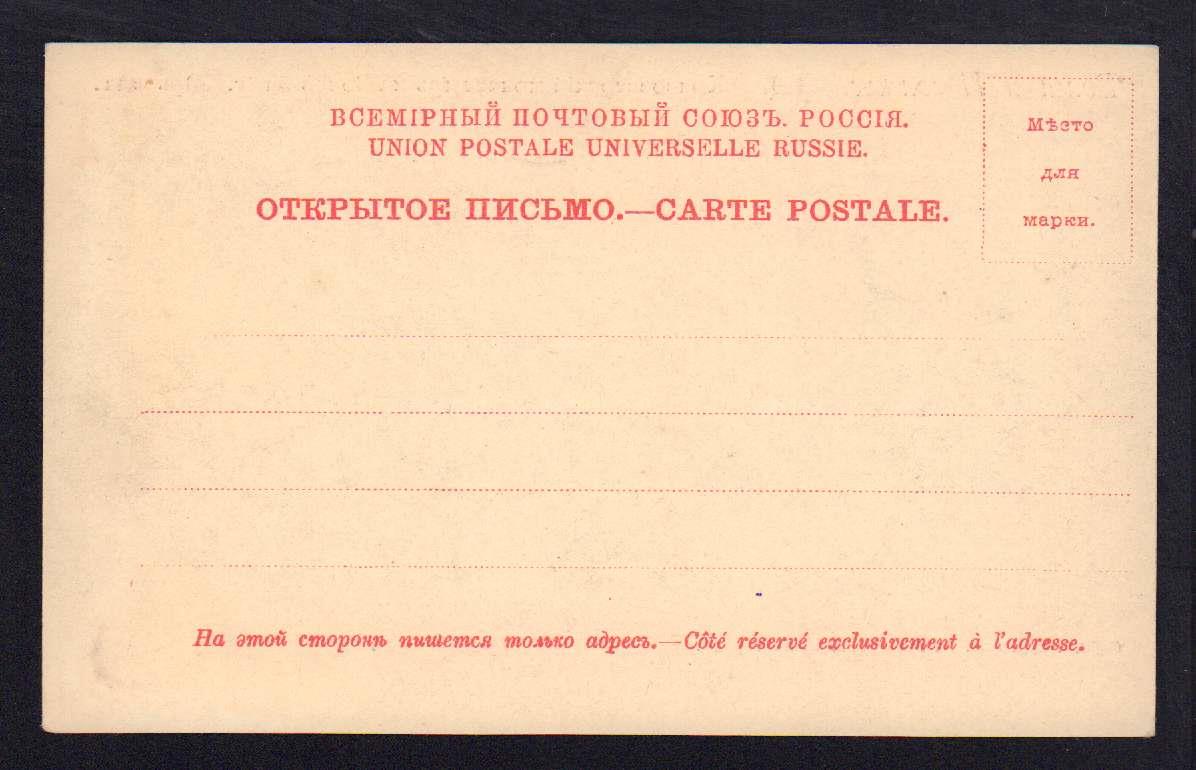 ВСЕМІРНЫЙ ПОЧТОВЫЙ СОЮЗЪ. РОССІЯ.
UNION POSTALE UNIVERSELLE RUSSIE.
ОТКРЫТОЕ ПИСЬМО.—CARTE POSTALE.
Мѣсто
для
марки.
На этой сторонѣ пишется только адресъ.—Côté réservé exclusivement à l'adresse.